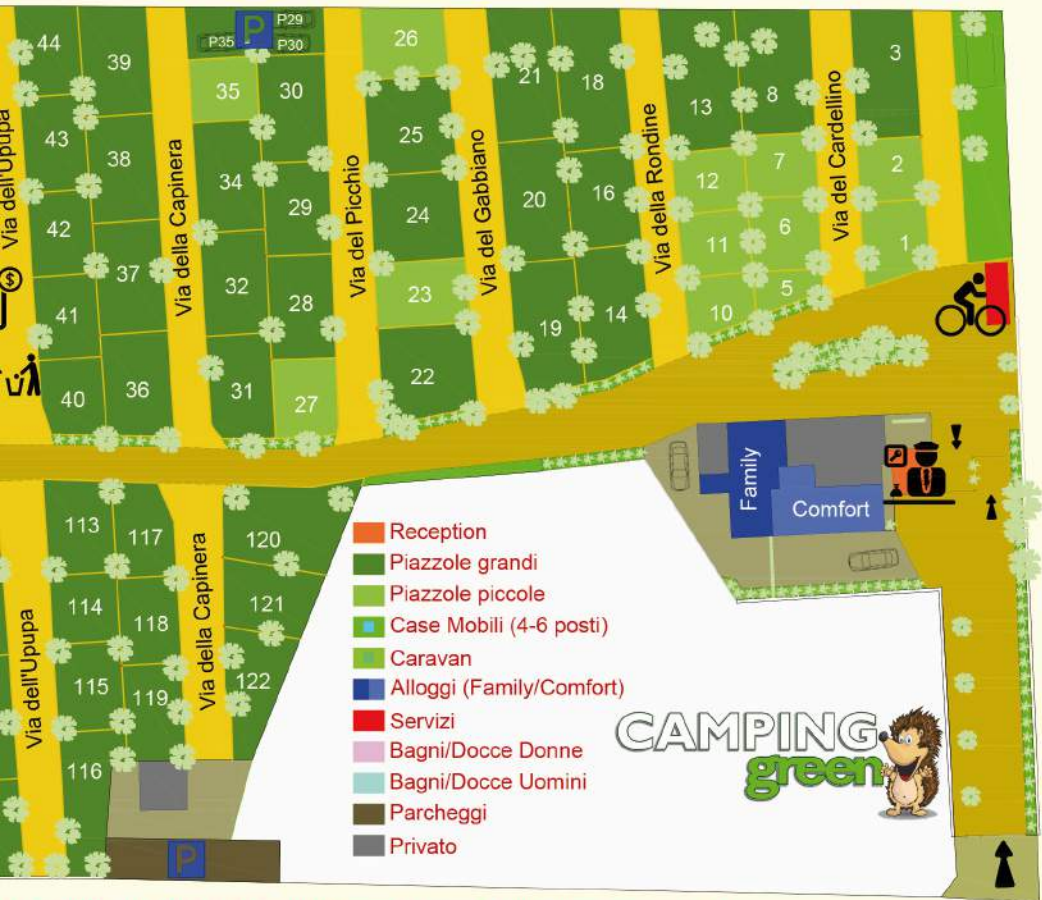 P29
P
P35
P30
44
39
35
30
26
21
18
13
8
3
43
38
34
29
25
20
16
12
7
2
42
37
32
28
24
11
6
1
41
36
31
27
23
19
14
10
5
40
22
Via dell'Upupa
Via della Capinera
Via del Picchio
Via del Gabbiano
Via della Rondine
Via del Cardellino
$
Family
Comfort
113
117
120
114
118
121
115
119
122
116
Via dell'Upupa
Via della Capinera
P
Reception
Piazzole grandi
Piazzole piccole
Case Mobili (4-6 posti)
Caravan
Alloggi (Family/Comfort)
Servizi
Bagni/Docce Donne
Bagni/Docce Uomini
Parcheggi
Privato
CAMPING
green